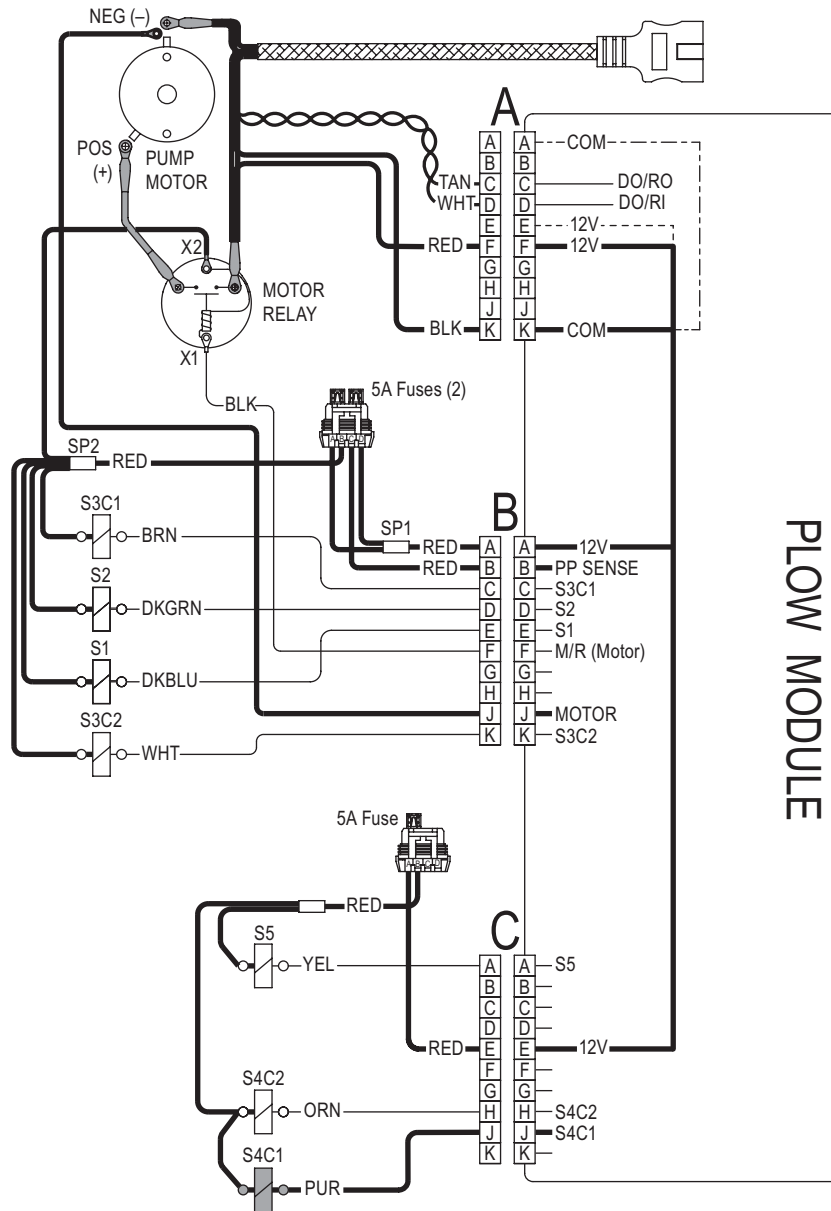 NEG (–)
POS
(+)
PUMP
MOTOR
X2
MOTOR
RELAY
X1
BLK
TAN
WHT
RED
BLK
A
A
B
C
D
E
F
G
H
J
K
A
B
C
D
E
F
G
H
J
K
COM
DO/RO
DO/RI
12V
12V
COM
5A Fuses (2)
A B C D
SP2
RED
SP1
RED
RED
S3C1
BRN
S2
DKGRN
S1
DKBLU
S3C2
WHT
B
A
B
C
D
E
F
G
H
J
K
A
B
C
D
E
F
G
H
J
K
12V
PP SENSE
S3C1
S2
S1
M/R (Motor)
MOTOR
S3C2
PLOW MODULE
5A Fuse
A B C D
RED
S5
YEL
RED
S4C2
ORN
S4C1
PUR
C
A
B
C
D
E
F
G
H
J
K
A
B
C
D
E
F
G
H
J
K
S5
12V
S4C2
S4C1